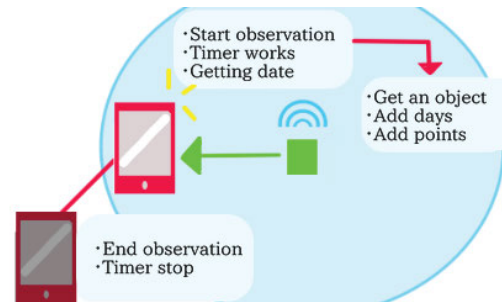 ·Start observation
·Timer works
·Getting date
·Get an object
·Add days
·Add points
·End observation
·Timer stop